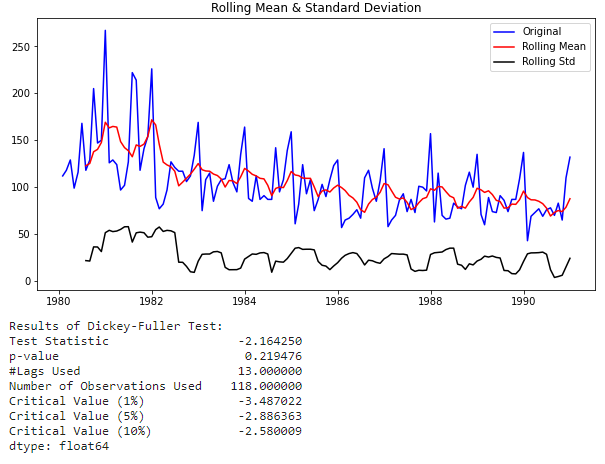 Rolling Mean & Standard Deviation
Original
Rolling Mean
Rolling Std
250
200
150
100
50
0
1980 1982 1984 1986 1988 1990
Results of Dickey-Fuller Test:
Test Statistic -2.164250
p-value 0.219476
#Lags Used 13.000000
Number of Observations Used 118.000000
Critical Value (1%) -3.487022
Critical Value (5%) -2.886363
Critical Value (10%) -2.580009
dtype: float64